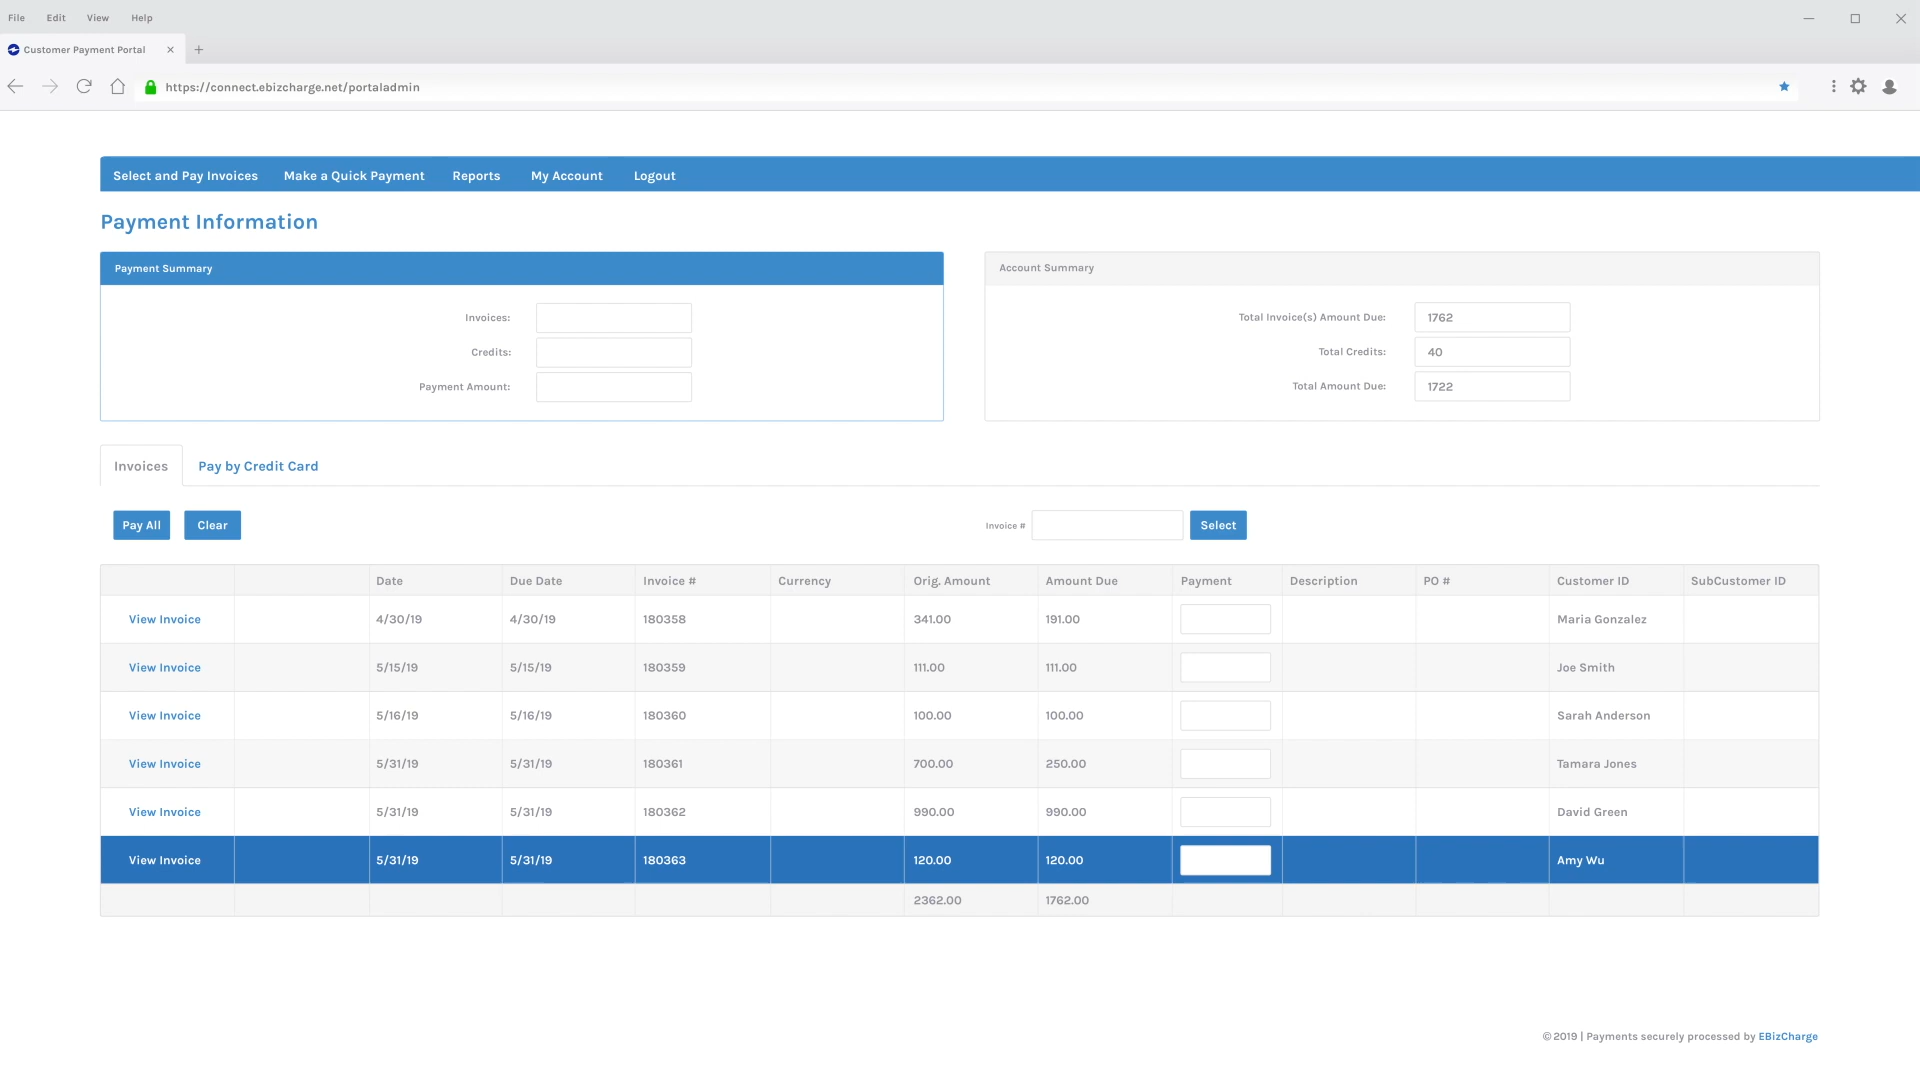 File Edit View Help
Customer Payment Portal
https://connect.ebizcharge.net/portaladmin
Select and Pay Invoices Make a Quick Payment Reports My Account Logout
Payment Information
Payment Summary
Invoices:
Credits:
Payment Amount:
Account Summary
Total Invoice(s) Amount Due: 1762
Total Credits: 40
Total Amount Due: 1722
Invoices Pay by Credit Card
Pay All Clear Invoice # Select
Date Due Date Invoice # Currency Orig. Amount Amount Due Payment Description PO # Customer ID SubCustomer ID
View Invoice 4/30/19 4/30/19 180358 341.00 191.00 Maria Gonzalez
View Invoice 5/15/19 5/15/19 180359 111.00 111.00 Joe Smith
View Invoice 5/16/19 5/16/19 180360 100.00 100.00 Sarah Anderson
View Invoice 5/31/19 5/31/19 180361 700.00 250.00 Tamara Jones
View Invoice 5/31/19 5/31/19 180362 990.00 990.00 David Green
View Invoice 5/31/19 5/31/19 180363 120.00 120.00 Amy Wu
2362.00 1762.00
© 2019 | Payments securely processed by EBizCharge